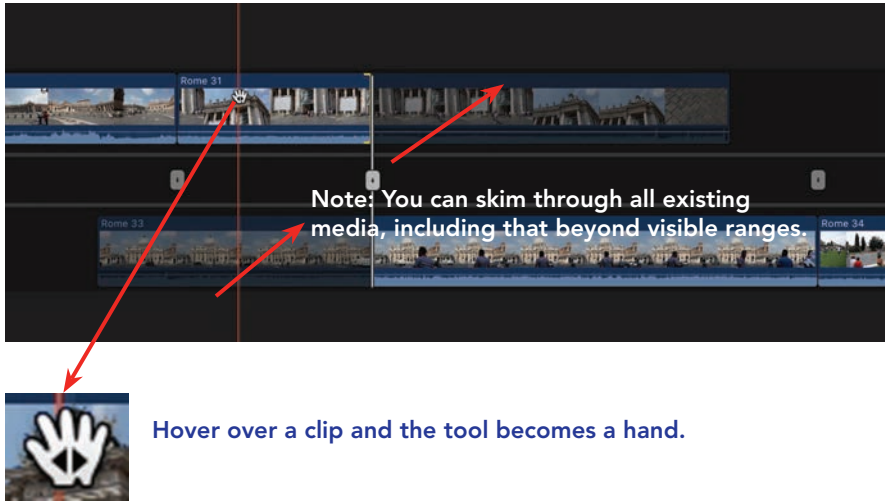 Rome 31
Note: You can skim through all existing
media, including that beyond visible ranges.
Rome 33
Rome 34
Hover over a clip and the tool becomes a hand.